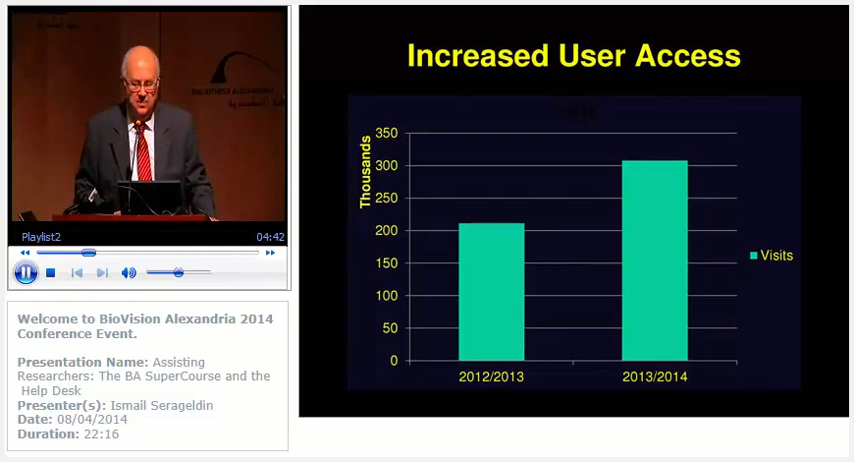 BIBLIOTHECA ALEXANDRINA
Playlist2
04:42
Welcome to BioVision Alexandria 2014
Conference Event.
Presentation Name: Assisting
Researchers: The BA SuperCourse and the
Help Desk
Presenter(s): Ismail Serageldin
Date: 08/04/2014
Duration: 22:16
Increased User Access
Thousands
350
300
250
200
150
100
50
0
2012/2013
2013/2014
Visits